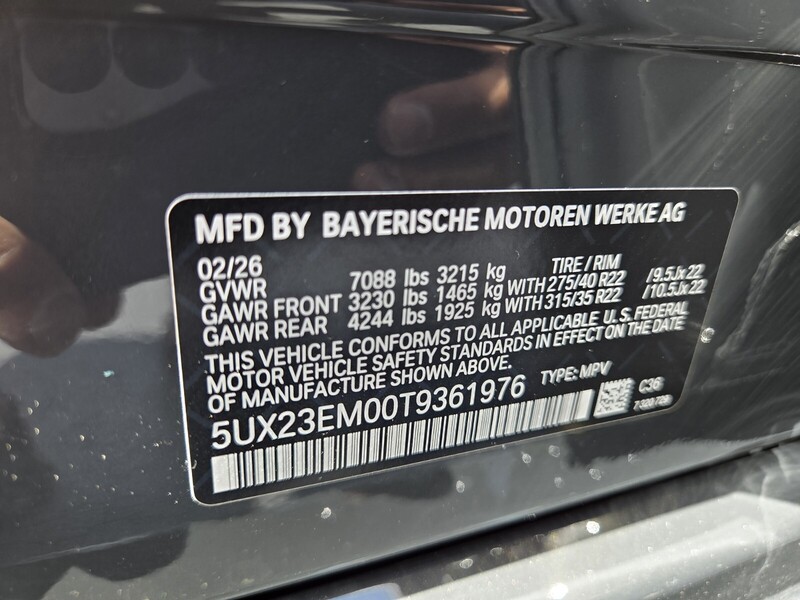 MFD BY BAYERISCHE MOTOREN WERKE AG
02/26 TIRE / RIM
GVWR 7088 lbs 3215 kg
GAWR FRONT 3230 lbs 1465 kg WITH 275/40 R22 /9.5Jx22
GAWR REAR 4244 lbs 1925 kg WITH 315/35 R22 /10.5Jx22
THIS VEHICLE CONFORMS TO ALL APPLICABLE U.S. FEDERAL
MOTOR VEHICLE SAFETY STANDARDS IN EFFECT ON THE DATE
OF MANUFACTURE SHOWN ABOVE.
5UX23EM00T9361976 TYPE: MPV
C36